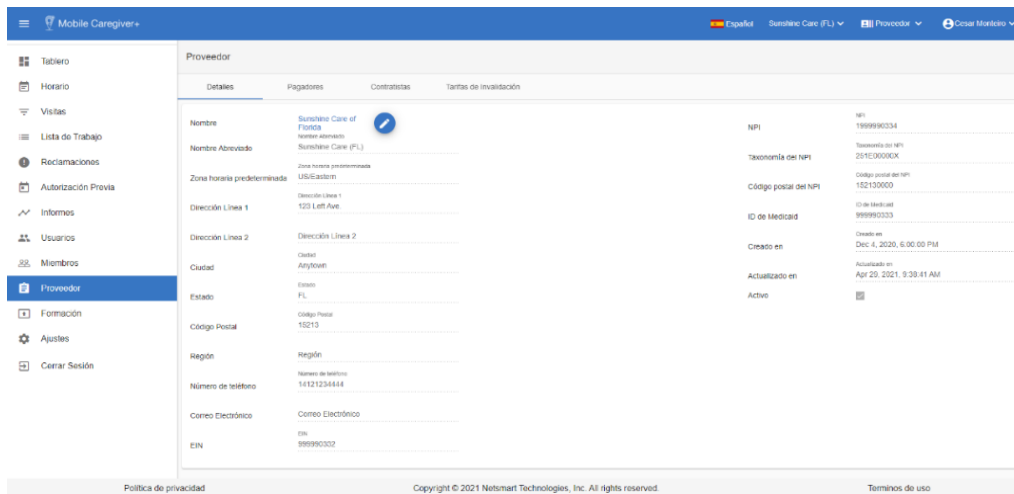 Mobile Caregiver+
Español
Sunshine Care (FL)
Proveedor
Cesar Monteiro
Tablero
Horario
Visitas
Lista de Trabajo
Reclamaciones
Autorización Previa
Informes
Usuarios
Miembros
Proveedor
Formación
Ajustes
Cerrar Sesión
Proveedor
Detalles
Pagadores
Contratistas
Tarifas de Invalidación
Nombre
Sunshine Care of
Florida
Nombre Abreviado
Nombre Abreviado
Sunshine Care (FL)
Zona horaria predeterminada
Zona horaria predeterminada
US/Eastern
Dirección Línea 1
Dirección Línea 1
123 Left Ave.
Dirección Línea 2
Dirección Línea 2
Ciudad
Ciudad
Anytown
Estado
Estado
FL
Código Postal
Código Postal
15213
Región
Región
Número de teléfono
Número de teléfono
14121234444
Correo Electrónico
Correo Electrónico
EIN
EIN
999990332
NPI
NPI
1999990334
Taxonomía del NPI
Taxonomía del NPI
251E00000X
Código postal del NPI
Código postal del NPI
152130000
ID de Medicaid
ID de Medicaid
999990333
Creado en
Creado en
Dec 4, 2020, 6:00:00 PM
Actualizado en
Actualizado en
Apr 29, 2021, 9:38:41 AM
Activo
Política de privacidad
Copyright © 2021 Netsmart Technologies, Inc. All rights reserved.
Terminos de uso